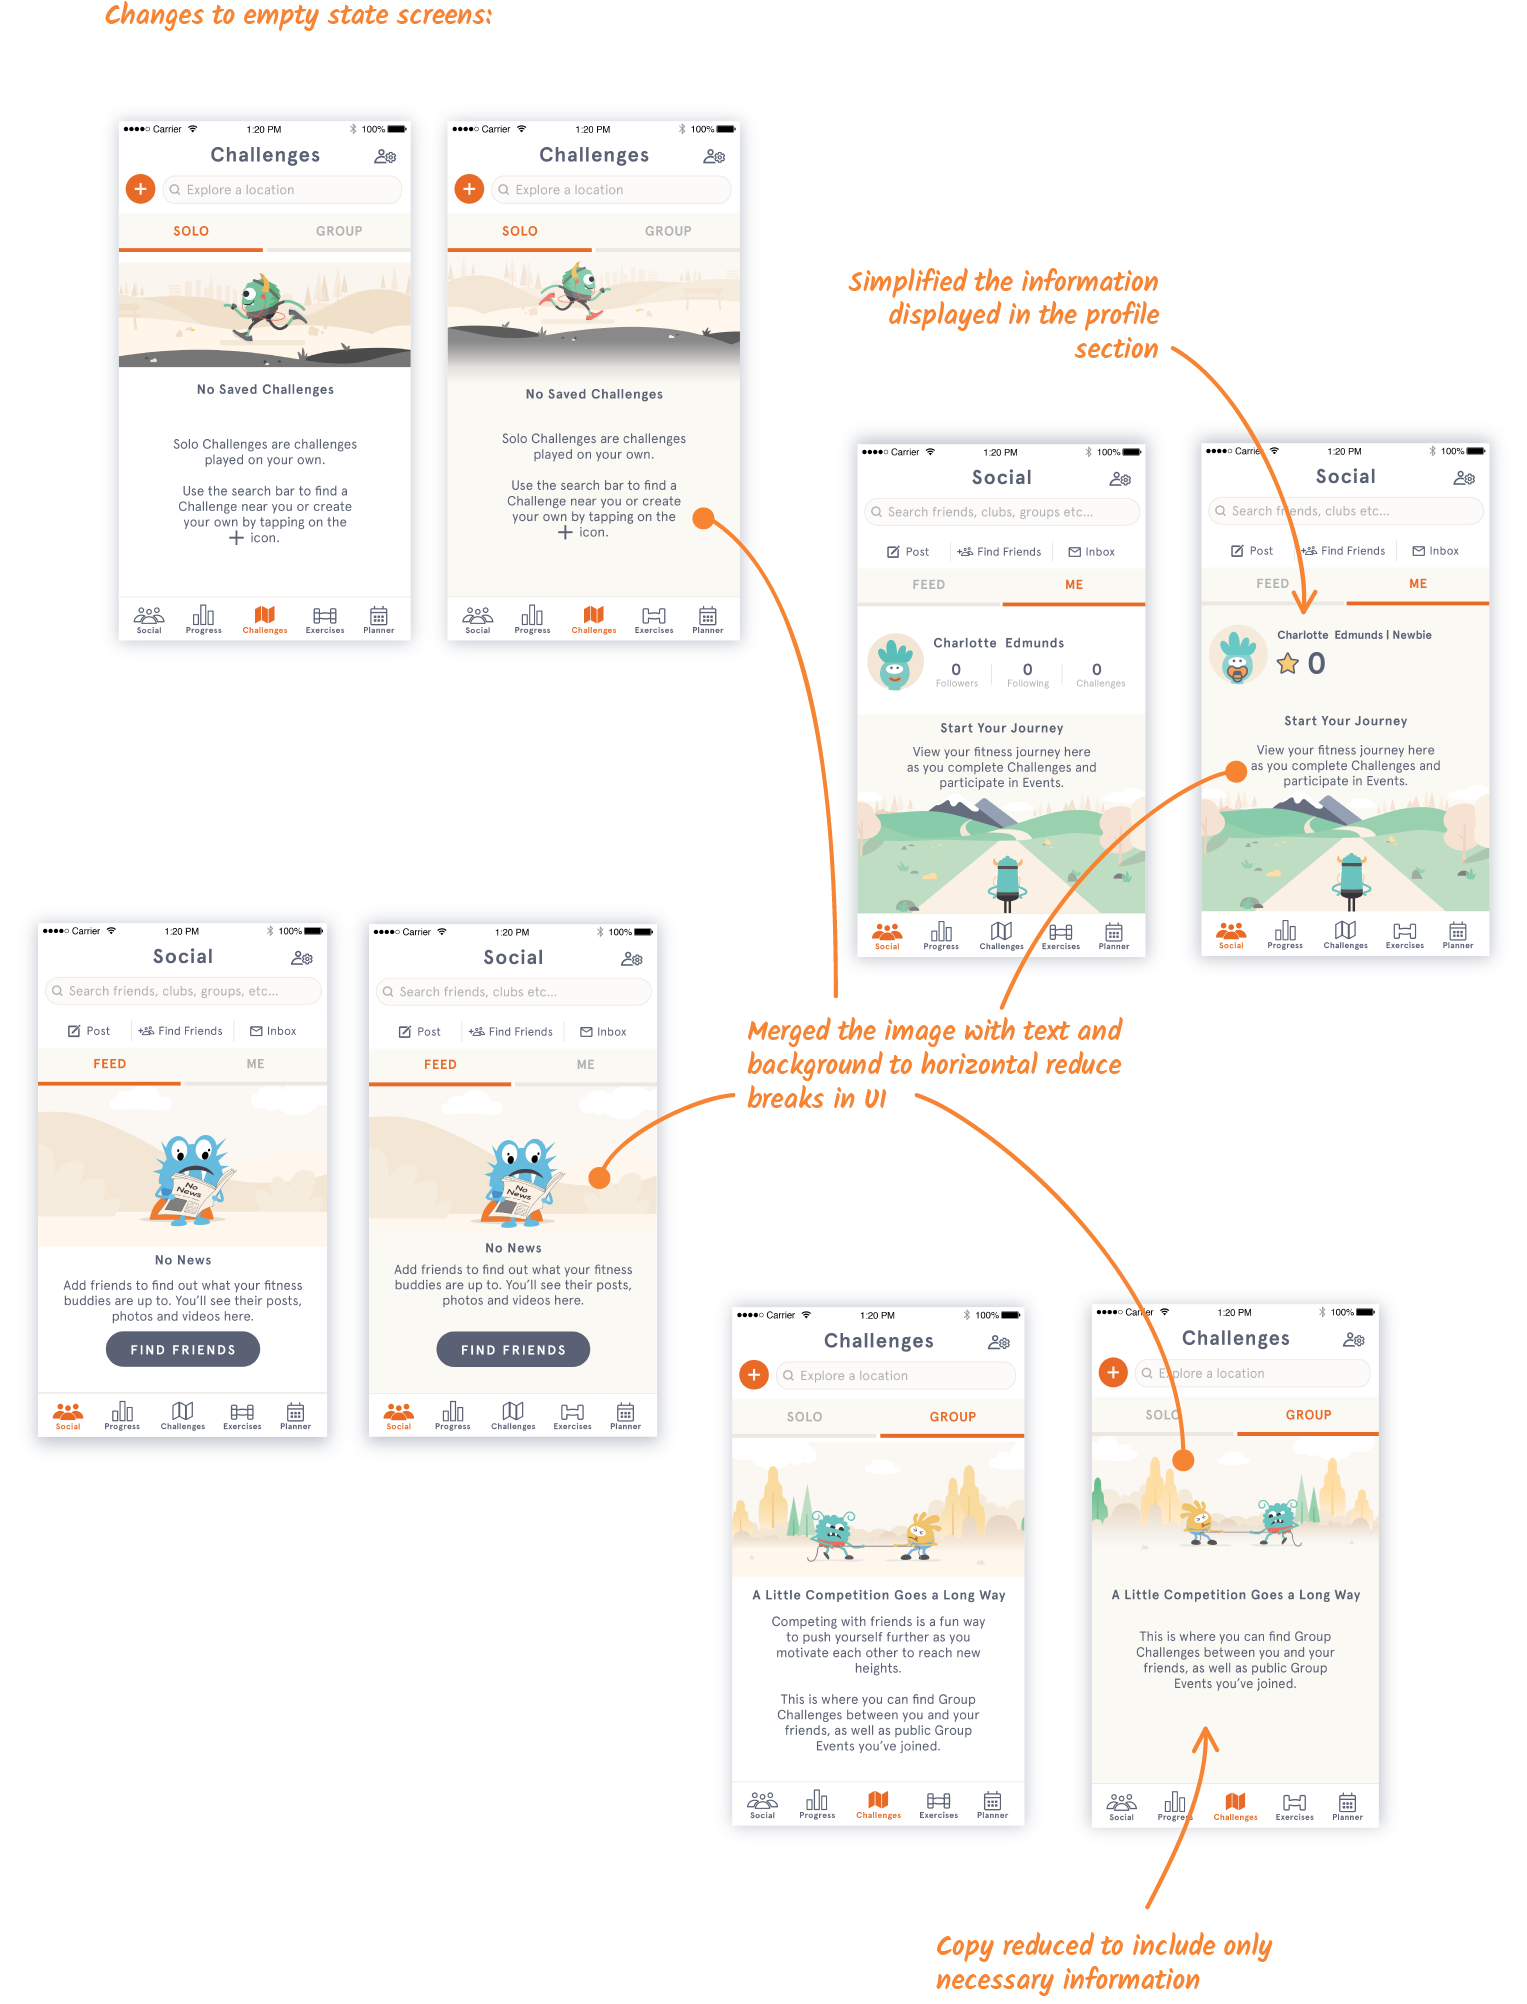 Changes to empty state screens:
Carrier 1:20 PM 100%
Challenges
Explore a location
SOLO GROUP
No Saved Challenges
Solo Challenges are challenges
played on your own.
Use the search bar to find a
Challenge near you or create
your own by tapping on the
+ icon.
Social Progress Challenges Exercises Planner
Carrier 1:20 PM 100%
Challenges
Explore a location
SOLO GROUP
No Saved Challenges
Solo Challenges are challenges
played on your own.
Use the search bar to find a
Challenge near you or create
your own by tapping on the
+ icon.
Social Progress Challenges Exercises Planner
Simplified the information
displayed in the profile
section
Carrier 1:20 PM 100%
Social
Search friends, clubs, groups etc...
Post Find Friends Inbox
FEED ME
Charlotte Edmunds
0 0 0
Followers Following Challenges
Start Your Journey
View your fitness journey here
as you complete Challenges and
participate in Events.
Social Progress Challenges Exercises Planner
Carrier 1:20 PM 100%
Social
Search friends, clubs etc...
Post Find Friends Inbox
FEED ME
Charlotte Edmunds | Newbie
0
Start Your Journey
View your fitness journey here
as you complete Challenges and
participate in Events.
Social Progress Challenges Exercises Planner
Carrier 1:20 PM 100%
Social
Search friends, clubs, groups, etc...
Post Find Friends Inbox
FEED ME
No
News
No News
Add friends to find out what your fitness
buddies are up to. You'll see their posts,
photos and videos here.
FIND FRIENDS
Social Progress Challenges Exercises Planner
Carrier 1:20 PM 100%
Social
Search friends, clubs etc...
Post Find Friends Inbox
FEED ME
No
News
No News
Add friends to find out what your fitness
buddies are up to. You'll see their posts,
photos and videos here.
FIND FRIENDS
Social Progress Challenges Exercises Planner
Merged the image with text and
background to horizontal reduce
breaks in UI
Carrier 1:20 PM 100%
Challenges
Explore a location
SOLO GROUP
A Little Competition Goes a Long Way
Competing with friends is a fun way
to push yourself further as you
motivate each other to reach new
heights.
This is where you can find Group
Challenges between you and your
friends, as well as public Group
Events you've joined.
Social Progress Challenges Exercises Planner
Carrier 1:20 PM 100%
Challenges
Explore a location
SOLO GROUP
A Little Competition Goes a Long Way
This is where you can find Group
Challenges between you and your
friends, as well as public Group
Events you've joined.
Social Progress Challenges Exercises Planner
Copy reduced to include only
necessary information